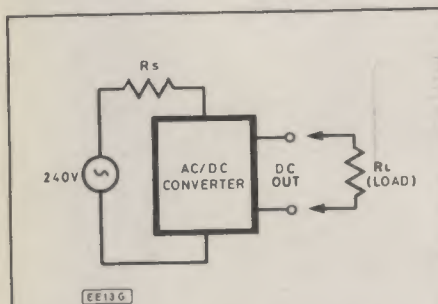 Rs
240V
AC/DC
CONVERTER
DC
OUT
RL
(LOAD)
EE13G